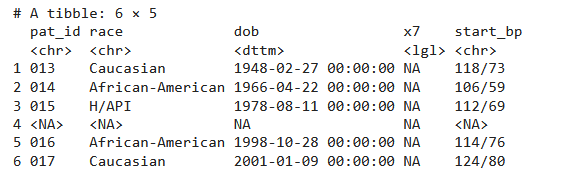 # A tibble: 6 × 5
pat_id race dob x7 start_bp
<chr> <chr> <dttm> <lgl> <chr>
1 013 Caucasian 1948-02-27 00:00:00 NA 118/73
2 014 African-American 1966-04-22 00:00:00 NA 106/59
3 015 H/API 1978-08-11 00:00:00 NA 112/69
4 <NA> <NA> NA NA <NA>
5 016 African-American 1998-10-28 00:00:00 NA 114/76
6 017 Caucasian 2001-01-09 00:00:00 NA 124/80